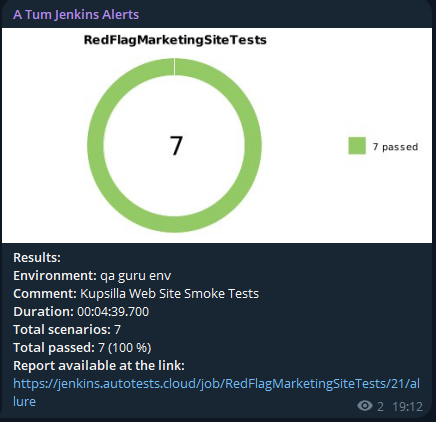 A Tum Jenkins Alerts
RedFlagMarketingSiteTests
7
7 passed
Results:
Environment: qa guru env
Comment: Kupsilla Web Site Smoke Tests
Duration: 00:04:39.700
Total scenarios: 7
Total passed: 7 (100 %)
Report available at the link:
https://jenkins.autotests.cloud/job/RedFlagMarketingSiteTests/21/al
lure
2 19:12